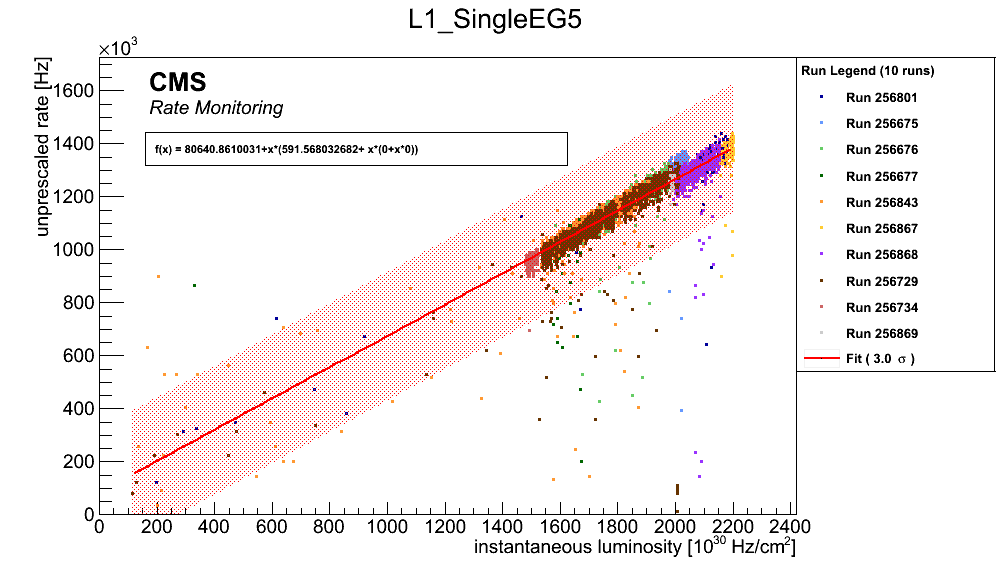 L1_SingleEG5
×10³
unprescaled rate [Hz]
CMS
Rate Monitoring
f(x) = 80640.8610031+x*(591.568032682+ x*(0+x*0))
1600
1400
1200
1000
800
600
400
200
0
0 200 400 600 800 1000 1200 1400 1600 1800 2000 2200 2400
instantaneous luminosity [10³⁰ Hz/cm²]
Run Legend (10 runs)
Run 256801
Run 256675
Run 256676
Run 256677
Run 256843
Run 256867
Run 256868
Run 256729
Run 256734
Run 256869
Fit ( 3.0 σ )